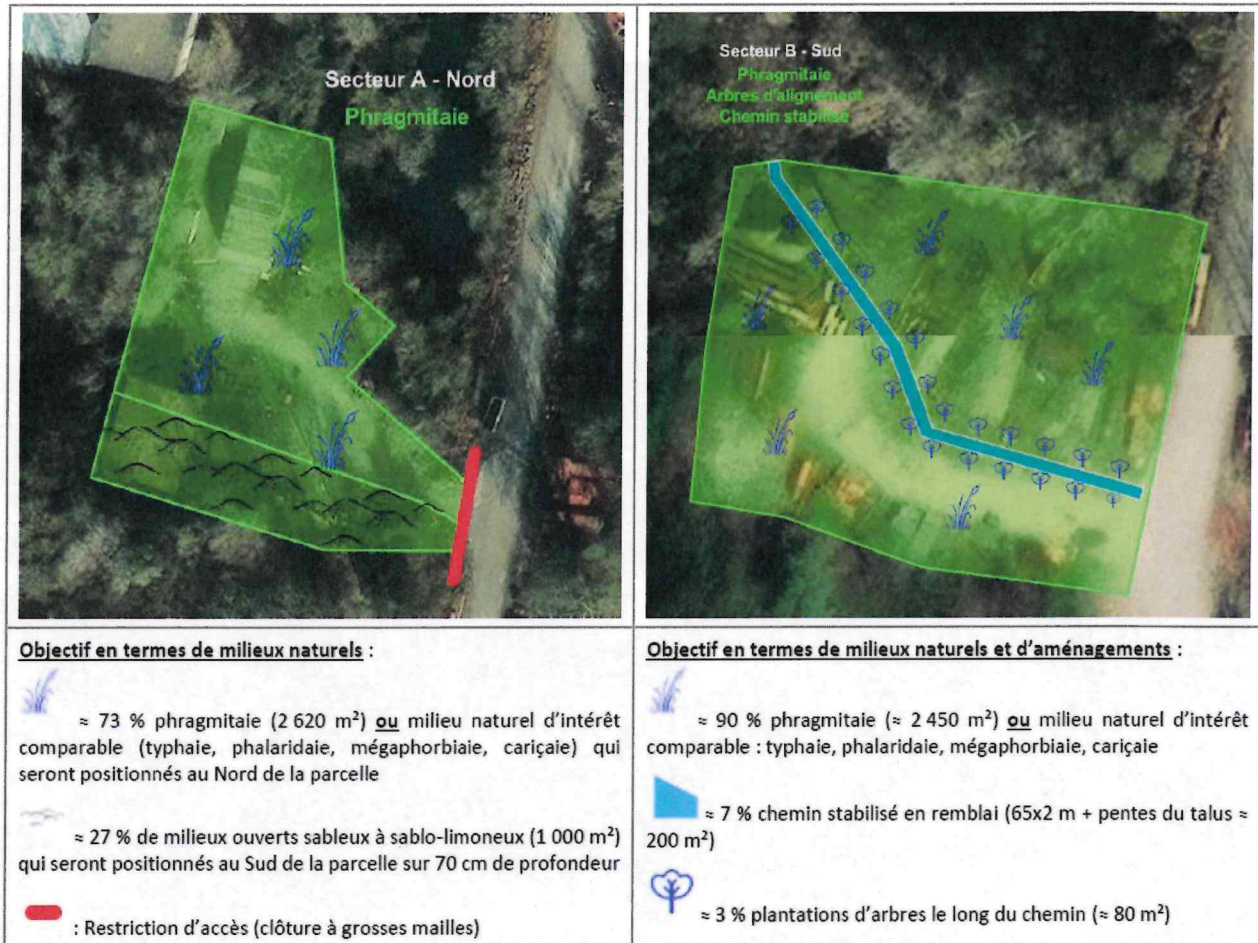 Secteur A - Nord
Phragmitaie
Secteur B - Sud
Phragmitaie
Arbres d'alignement
Chemin stabilisé
Objectif en termes de milieux naturels :
≈ 73 % phragmitaie (2 620 m²) ou milieu naturel d'intérêt
comparable (typhaie, phalaridaie, mégaphorbiaie, cariçaie) qui
seront positionnés au Nord de la parcelle
≈ 27 % de milieux ouverts sableux à sablo-limoneux (1 000 m²)
qui seront positionnés au Sud de la parcelle sur 70 cm de profondeur
: Restriction d'accès (clôture à grosses mailles)
Objectif en termes de milieux naturels et d'aménagements :
≈ 90 % phragmitaie (≈ 2 450 m²) ou milieu naturel d'intérêt
comparable : typhaie, phalaridaie, mégaphorbiaie, cariçaie
≈ 7 % chemin stabilisé en remblai (65x2 m + pentes du talus ≈
200 m²)
≈ 3 % plantations d'arbres le long du chemin (≈ 80 m²)